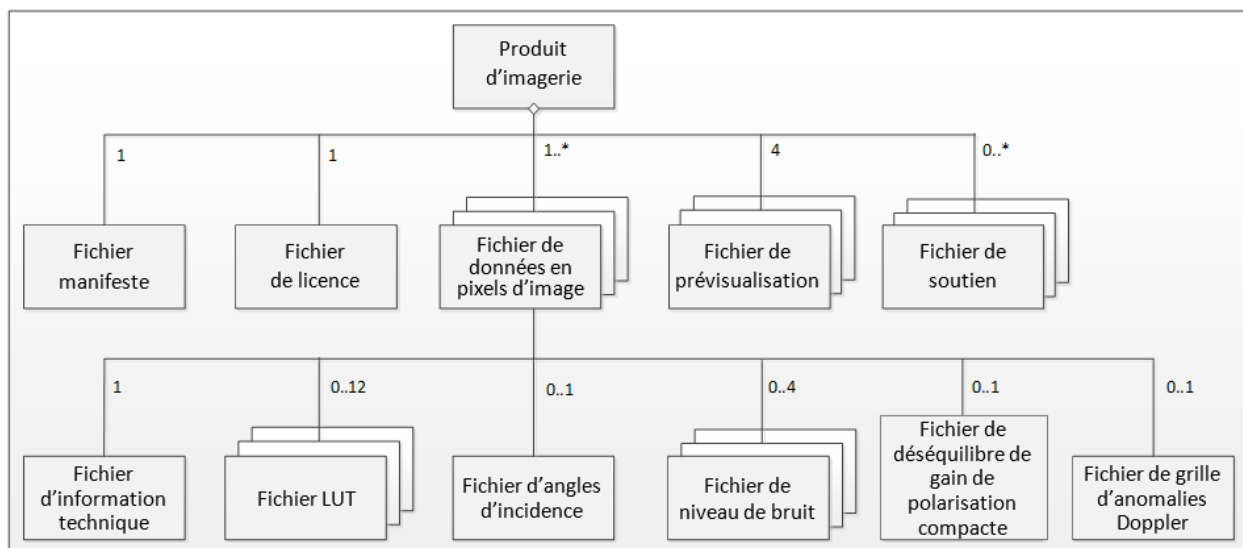 Produit
d'imagerie
1
1
1..*
4
0..*
Fichier
manifeste
Fichier
de licence
Fichier de
données en
pixels d'image
Fichier de
prévisualisation
Fichier de
soutien
1
0..12
0..1
0..4
0..1
0..1
Fichier
d'information
technique
Fichier LUT
Fichier d'angles
d'incidence
Fichier de
niveau de bruit
Fichier de
déséquilibre de
gain de
polarisation
compacte
Fichier de grille
d'anomalies
Doppler